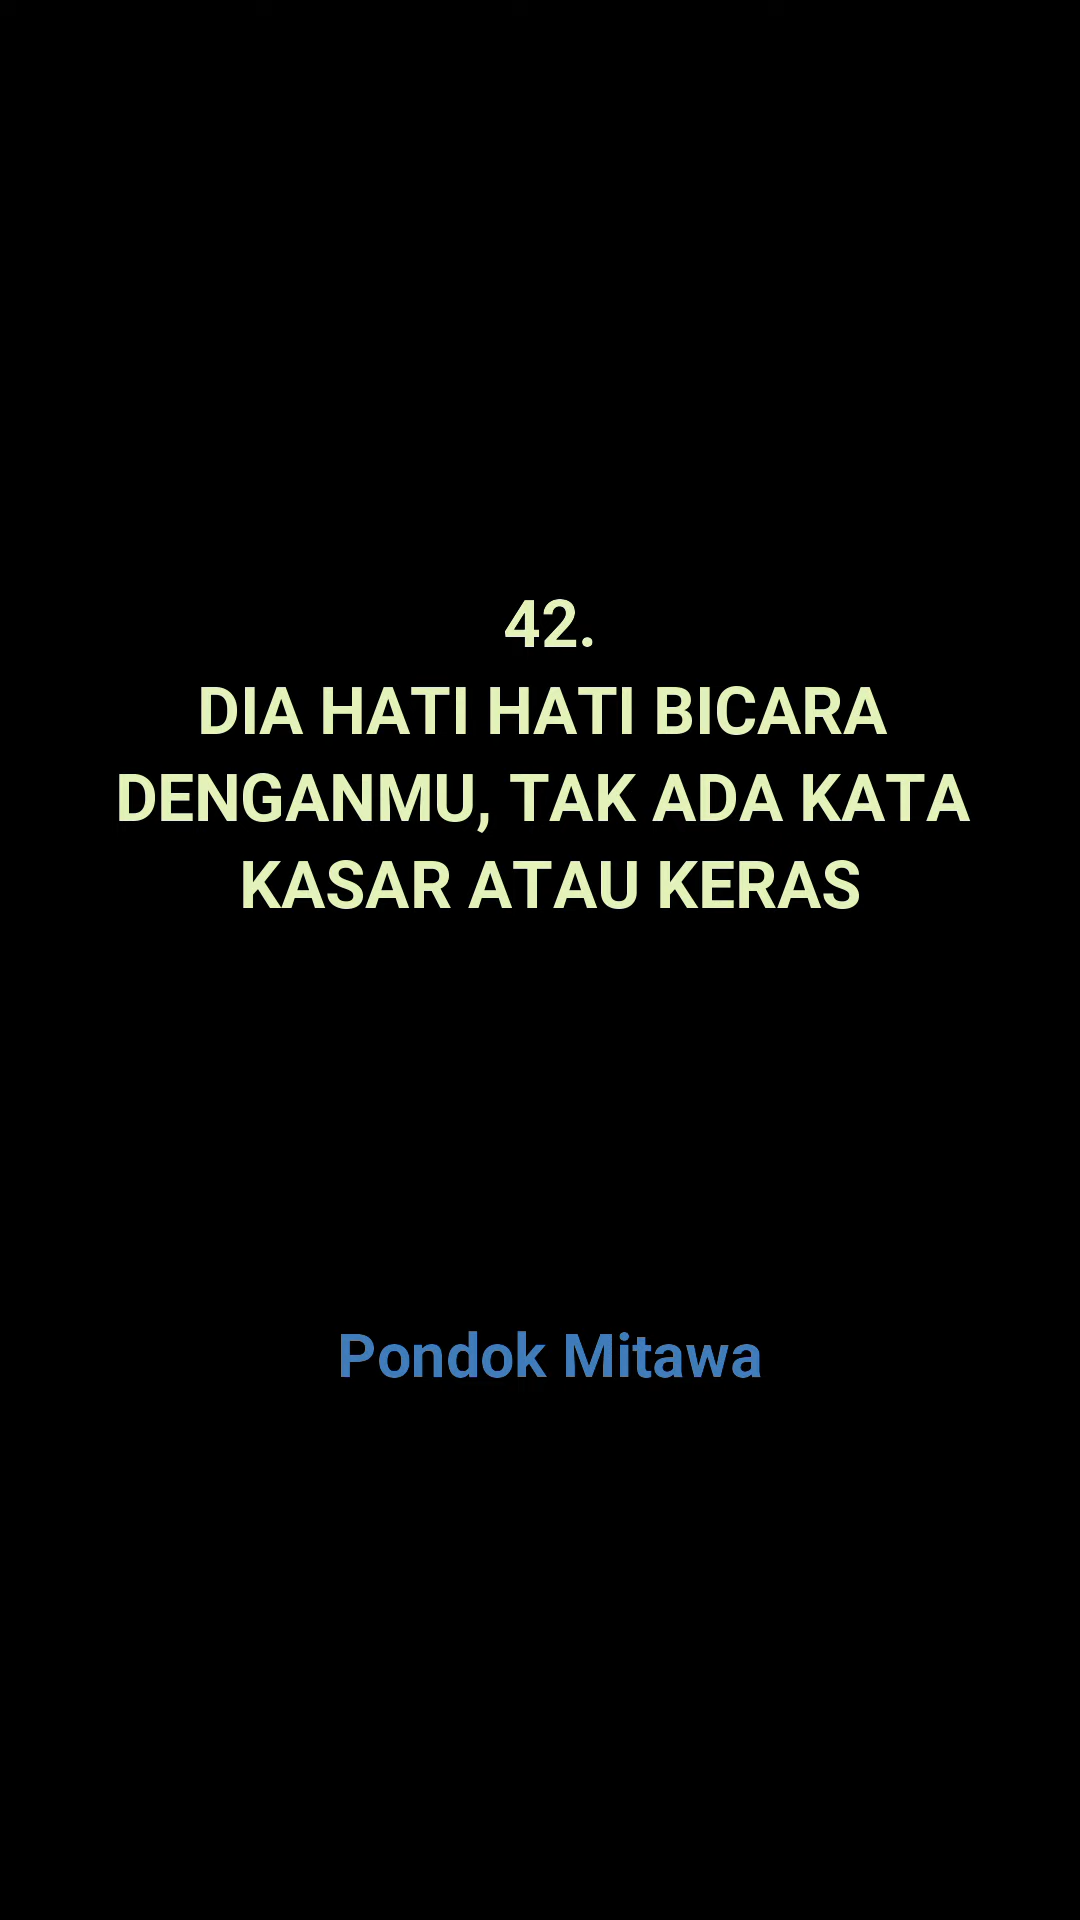 42.
DIA HATI HATI BICARA
DENGANMU, TAK ADA KATA
KASAR ATAU KERAS
Pondok Mitawa